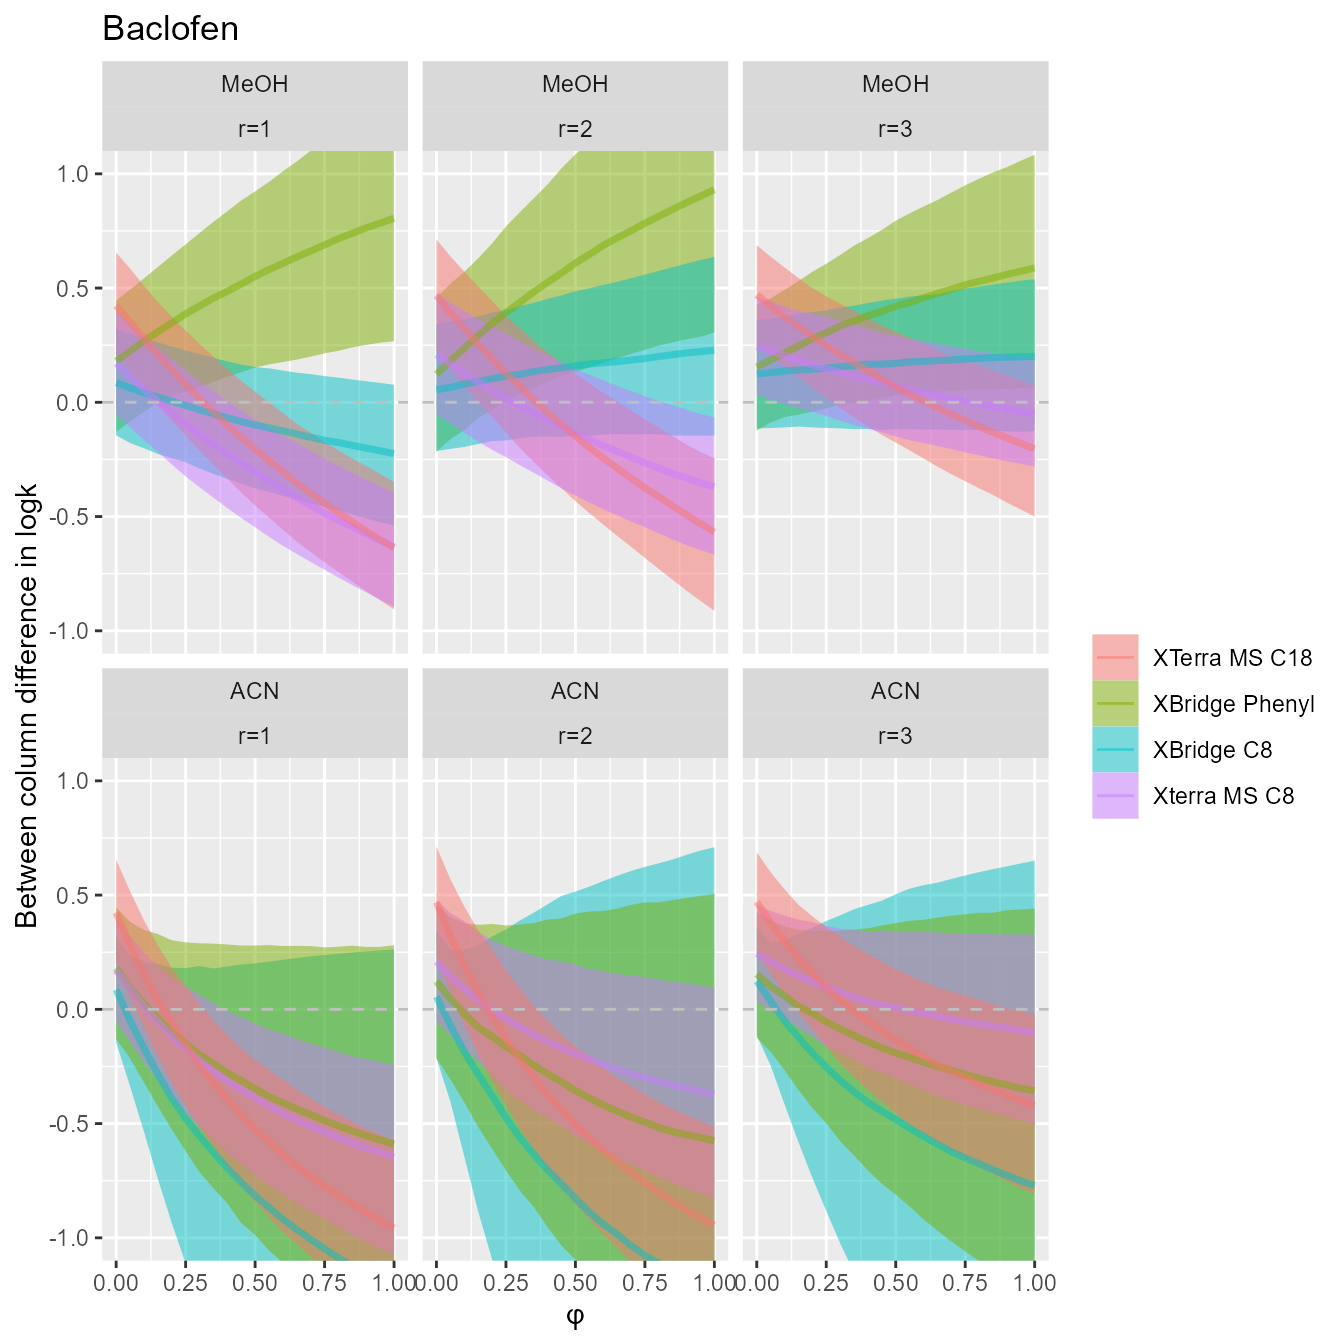 Baclofen
MeOH MeOH MeOH
r=1 r=2 r=3
1.0
0.5
0.0
-0.5
-1.0
ACN ACN ACN
r=1 r=2 r=3
1.0
0.5
0.0
-0.5
-1.0
0.00 0.25 0.50 0.75 1.00 0.00 0.25 0.50 0.75 1.00 0.00 0.25 0.50 0.75 1.00
φ
Between column difference in logk
XTerra MS C18
XBridge Phenyl
XBridge C8
Xterra MS C8